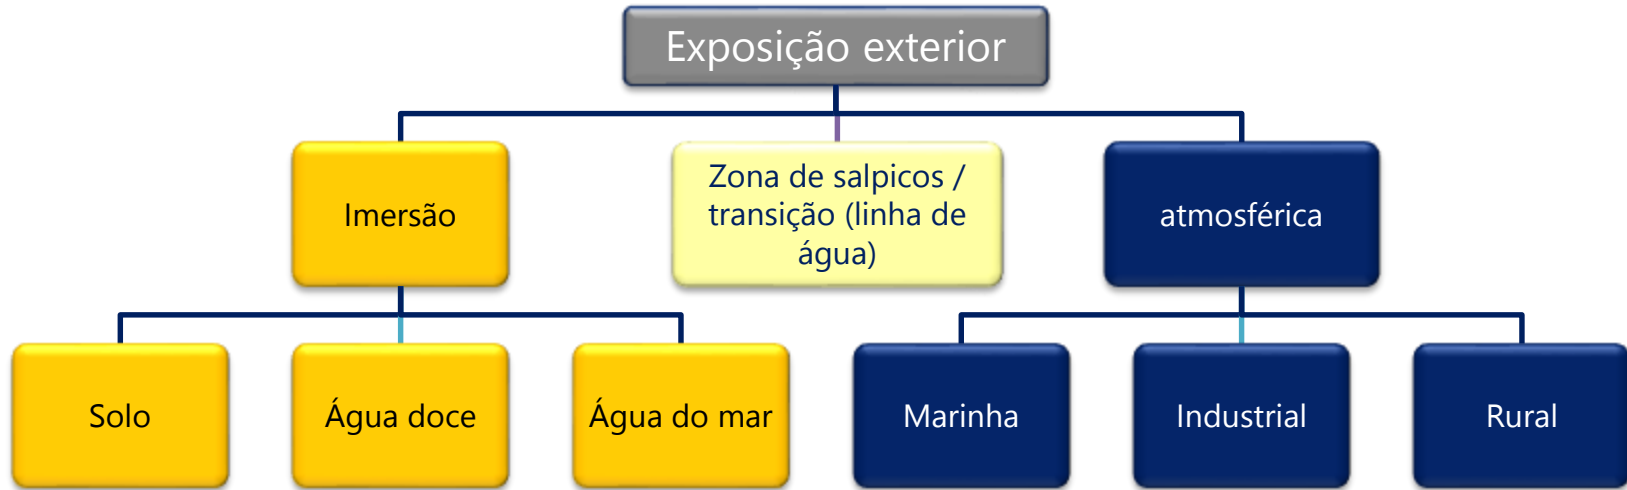 Exposição exterior
Imersão
Zona de salpicos /
transição (linha de
água)
atmosférica
Solo
Água doce
Água do mar
Marinha
Industrial
Rural